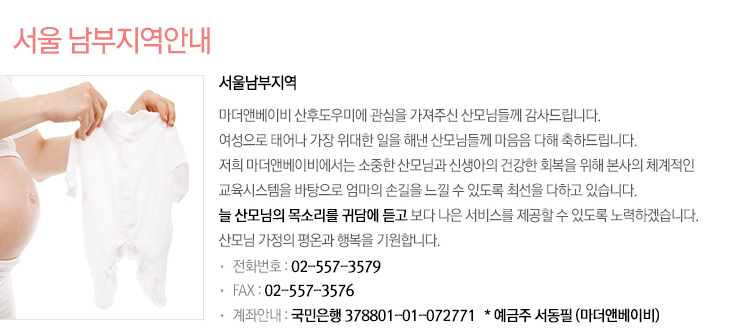 서울 남부지역안내
서울남부지역
마더앤베이비 산후도우미에 관심을 가져주신 산모님들께 감사드립니다.
여성으로 태어나 가장 위대한 일을 해낸 산모님들께 마음음 다해 축하드립니다.
저희 마더앤베이비에서는 소중한 산모님과 신생아의 건강한 회복을 위해 본사의 체계적인
교육시스템을 바탕으로 엄마의 손길을 느낄 수 있도록 최선을 다하고 있습니다.
늘 산모님의 목소리를 귀담에 듣고 보다 나은 서비스를 제공할 수 있도록 노력하겠습니다.
산모님 가정의 평온과 행복을 기원합니다.
· 전화번호 : 02-557-3579
· FAX : 02-557-3576
· 계좌안내 : 국민은행 378801-01-072771 * 예금주 서동필 (마더앤베이비)